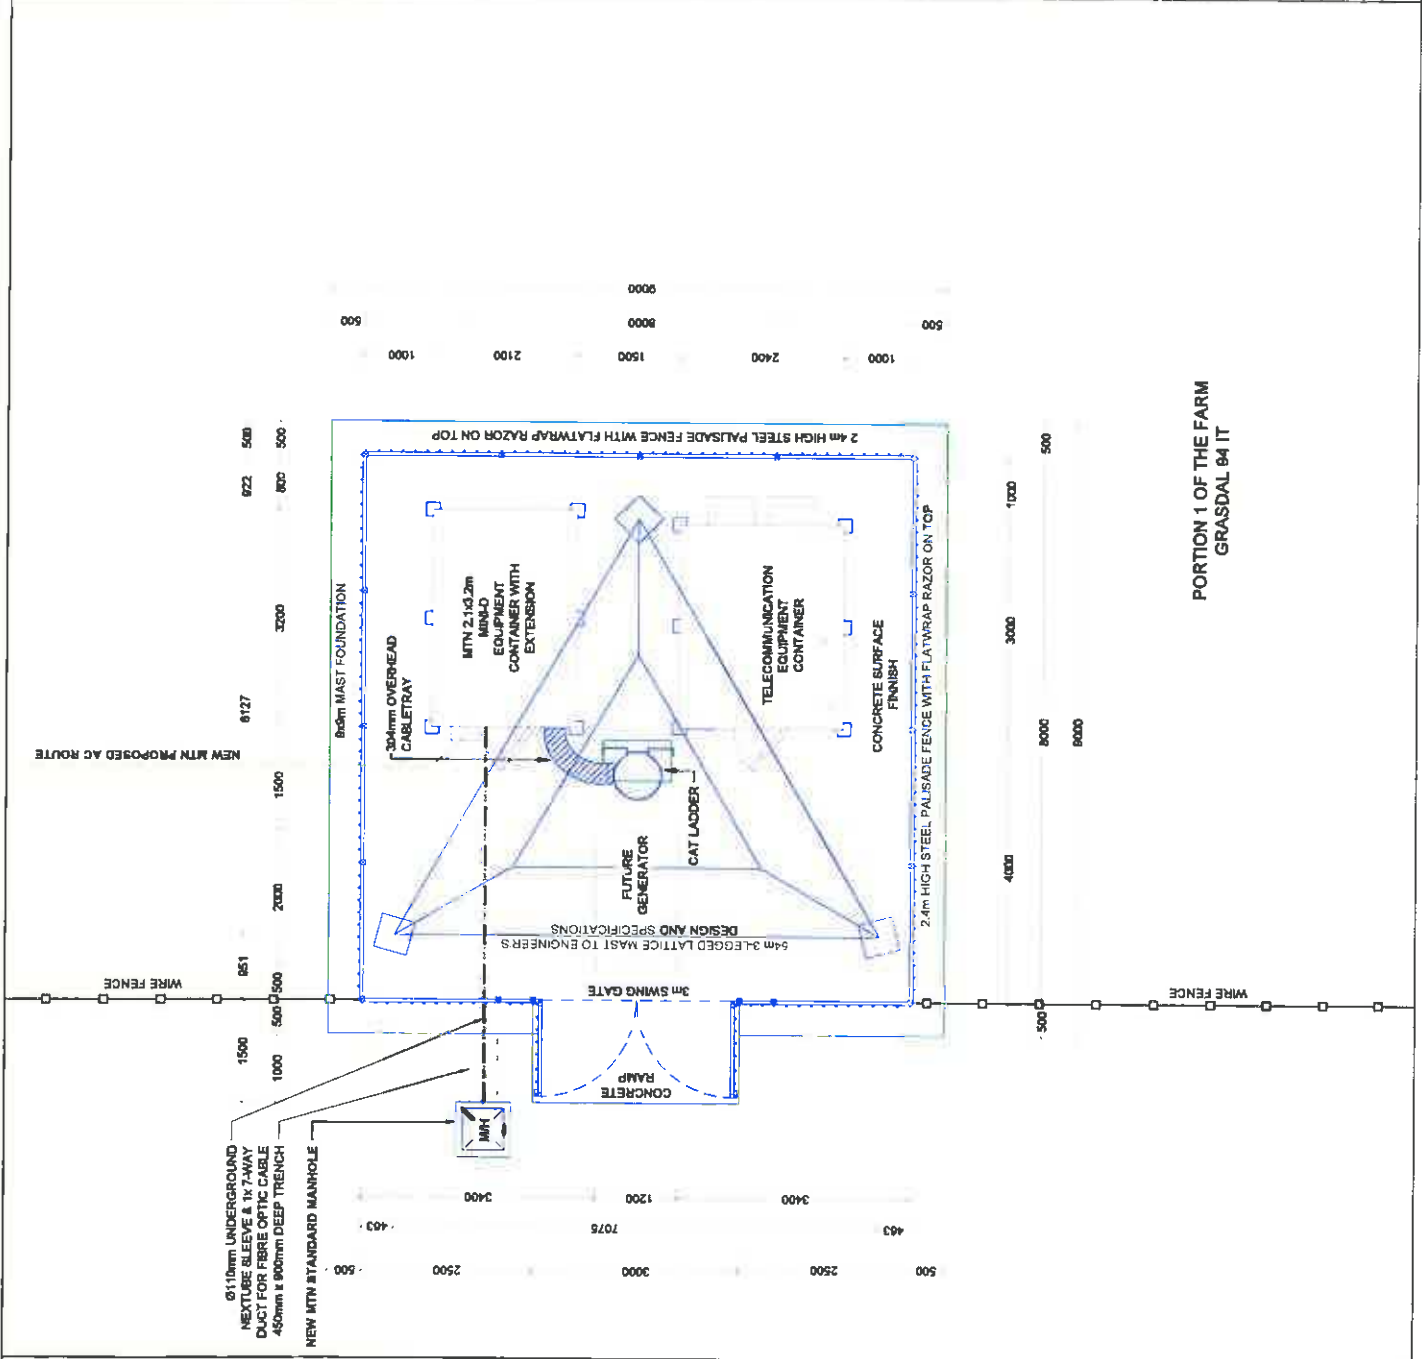 NEW MTN PROPOSED AC ROUTE
WIRE FENCE
Ø110mm UNDERGROUND
NEXTUBE SLEEVE & 1x 7-WAY
DUCT FOR FIBRE OPTIC CABLE
450mm x 900mm DEEP TRENCH
NEW MTN STANDARD MANHOLE
1500
951
6127
922
500
1000
500
500
2000
1500
3200
800
500
9x9m MAST FOUNDATION
304mm OVERHEAD
CABLETRAY
MTN 2.1x3.2m
MINI-D
EQUIPMENT
CONTAINER WITH
EXTENSION
2.4m HIGH STEEL PALISADE FENCE WITH FLATWRAP RAZOR ON TOP
M/H
CONCRETE
RAMP
3m SWING GATE
54m 3-LEGGED LATTICE MAST TO ENGINEERS
DESIGN AND SPECIFICATIONS
FUTURE
GENERATOR
CAT LADDER
TELECOMMUNICATION
EQUIPMENT
CONTAINER
CONCRETE SURFACE
FINNISH
2.4m HIGH STEEL PALISADE FENCE WITH FLATWRAP RAZOR ON TOP
500
1000
2100
1500
2400
1000
500
8000
9000
3400
1200
3400
463
7075
463
500
2500
3000
2500
500
4000
3000
1000
500
8000
500
9000
WIRE FENCE
PORTION 1 OF THE FARM
GRASDAL 94 IT